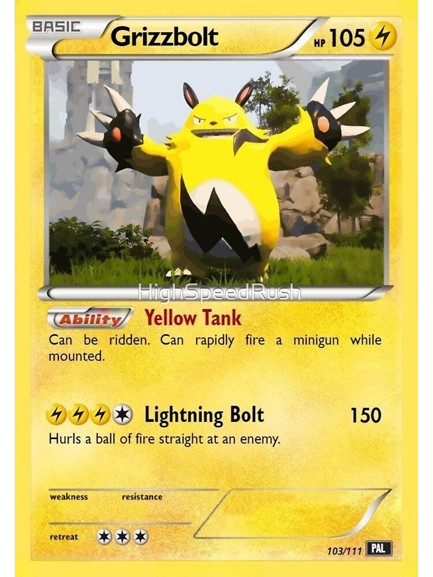 BASIC Grizzbolt HP 105
HighSpeedRush
Ability Yellow Tank
Can be ridden. Can rapidly fire a minigun while
mounted.
Lightning Bolt 150
Hurls a ball of fire straight at an enemy.
weakness resistance
retreat
103/111 PAL